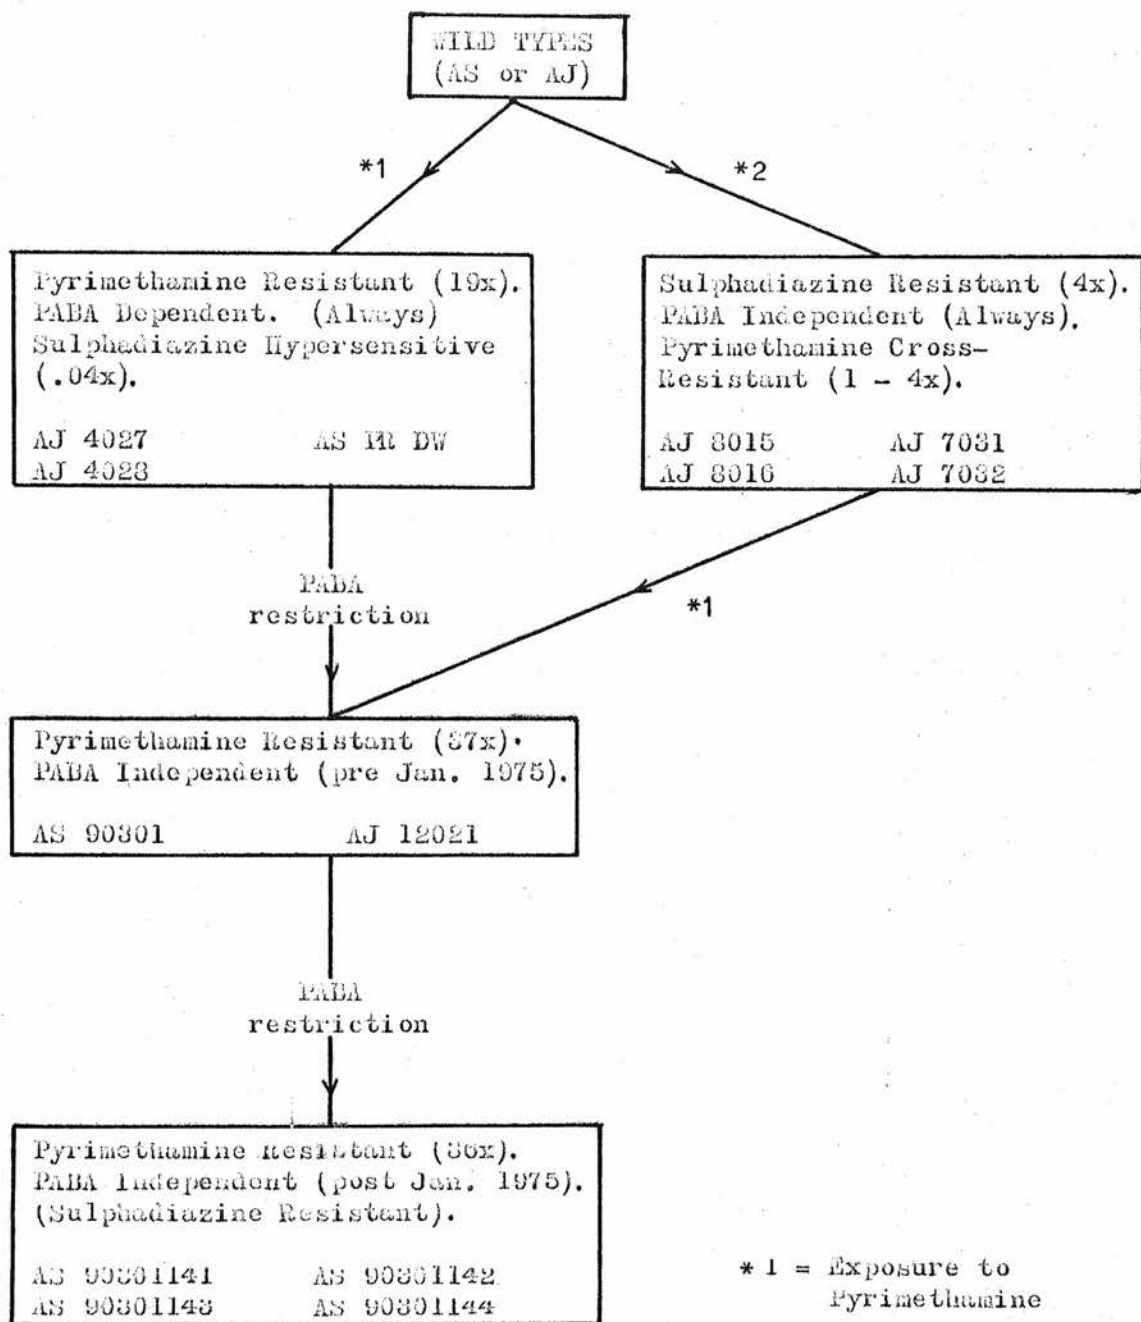 WILD TYPES
(AS or AJ)
*1
*2
Pyrimethamine Resistant (19x).
PABA Dependent. (Always)
Sulphadiazine Hypersensitive
(.04x).
AJ 4027 AS PR DW
AJ 4028
Sulphadiazine Resistant (4x).
PABA Independent (Always).
Pyrimethamine Cross-
Resistant (1 - 4x).
AJ 8015 AJ 7031
AJ 8016 AJ 7032
PABA
restriction
*1
Pyrimethamine Resistant (37x).
PABA Independent (pre Jan. 1975).
AS 90301 AJ 12021
PABA
restriction
Pyrimethamine Resistant (36x).
PABA Independent (post Jan. 1975).
(Sulphadiazine Resistant).
AS 90301141 AS 90301142
AS 90301143 AS 90301144
*1 = Exposure to
Pyrimethamine